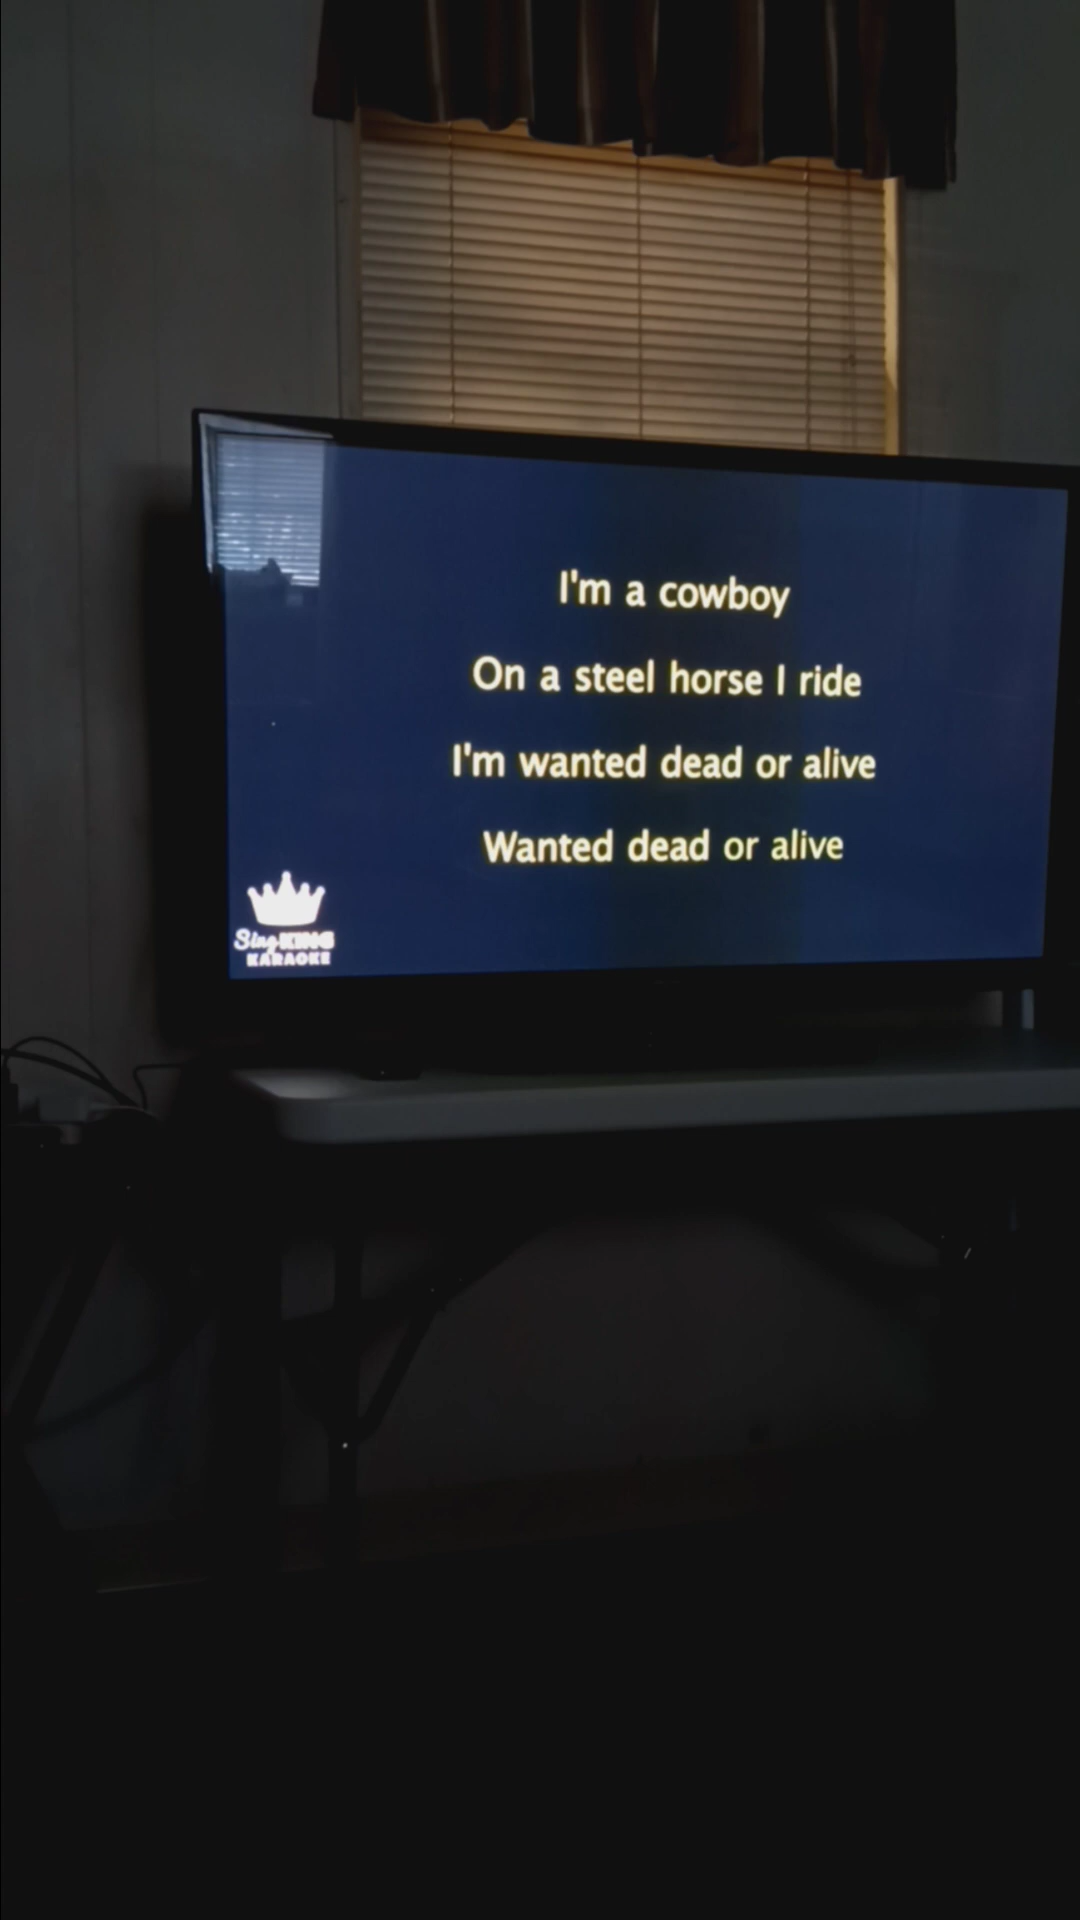 I'm a cowboy
On a steel horse I ride
I'm wanted dead or alive
Wanted dead or alive
Sing KING
KARAOKE